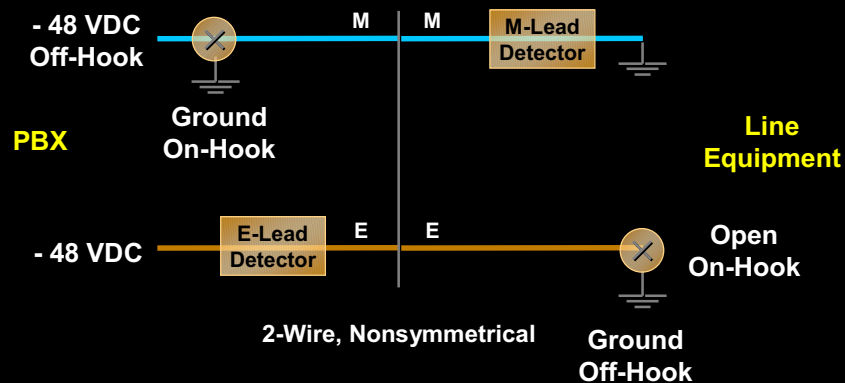 - 48 VDC
Off-Hook
M
M
M-Lead
Detector
Ground
On-Hook
PBX
Line
Equipment
- 48 VDC
E-Lead
Detector
E
E
Open
On-Hook
2-Wire, Nonsymmetrical
Ground
Off-Hook